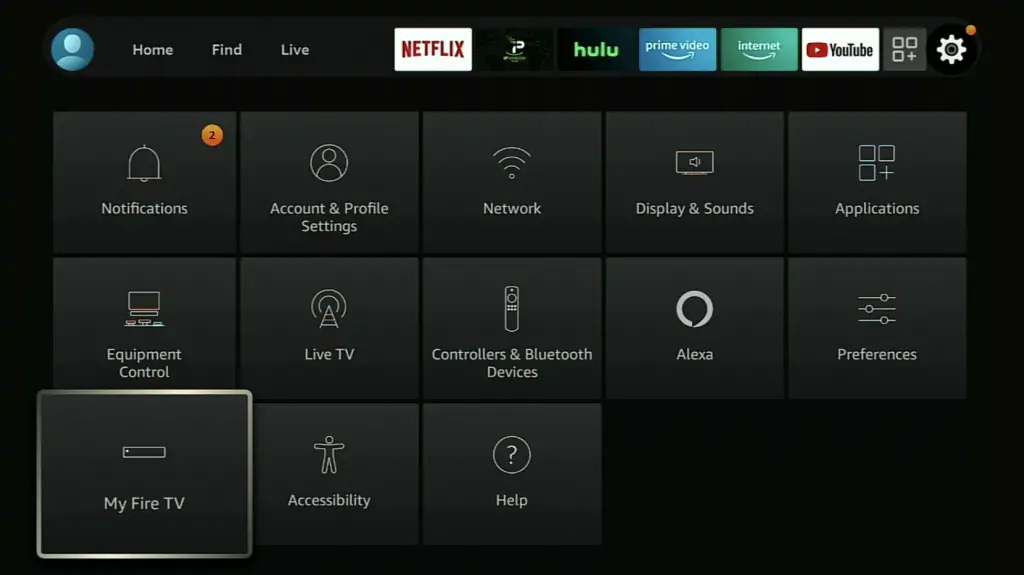 Home
Find
Live
NETFLIX
IP
hulu
prime video
internet
YouTube
2
Notifications
Account & Profile
Settings
Network
Display & Sounds
Applications
Equipment
Control
Live TV
Controllers & Bluetooth
Devices
Alexa
Preferences
My Fire TV
Accessibility
?
Help